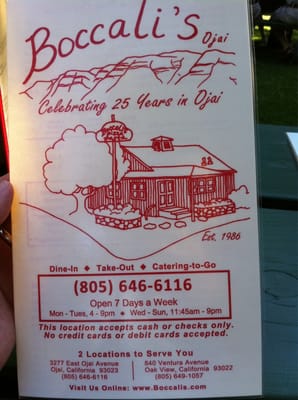 Boccali's
Ojai
Celebrating 25 Years in Ojai
Est. 1986
Dine-In ◆ Take-Out ◆ Catering-to-Go
(805) 646-6116
Open 7 Days a Week
Mon - Tues, 4 - 9pm ◆ Wed - Sun, 11:45am - 9pm
This location accepts cash or checks only.
No credit cards or debit cards accepted.
2 Locations to Serve You
3277 East Ojai Avenue
Ojai, California 93023
(805) 646-6116
840 Ventura Avenue
Oak View, California 93022
(805) 649-1057
Visit Us Online: www.Boccalis.com